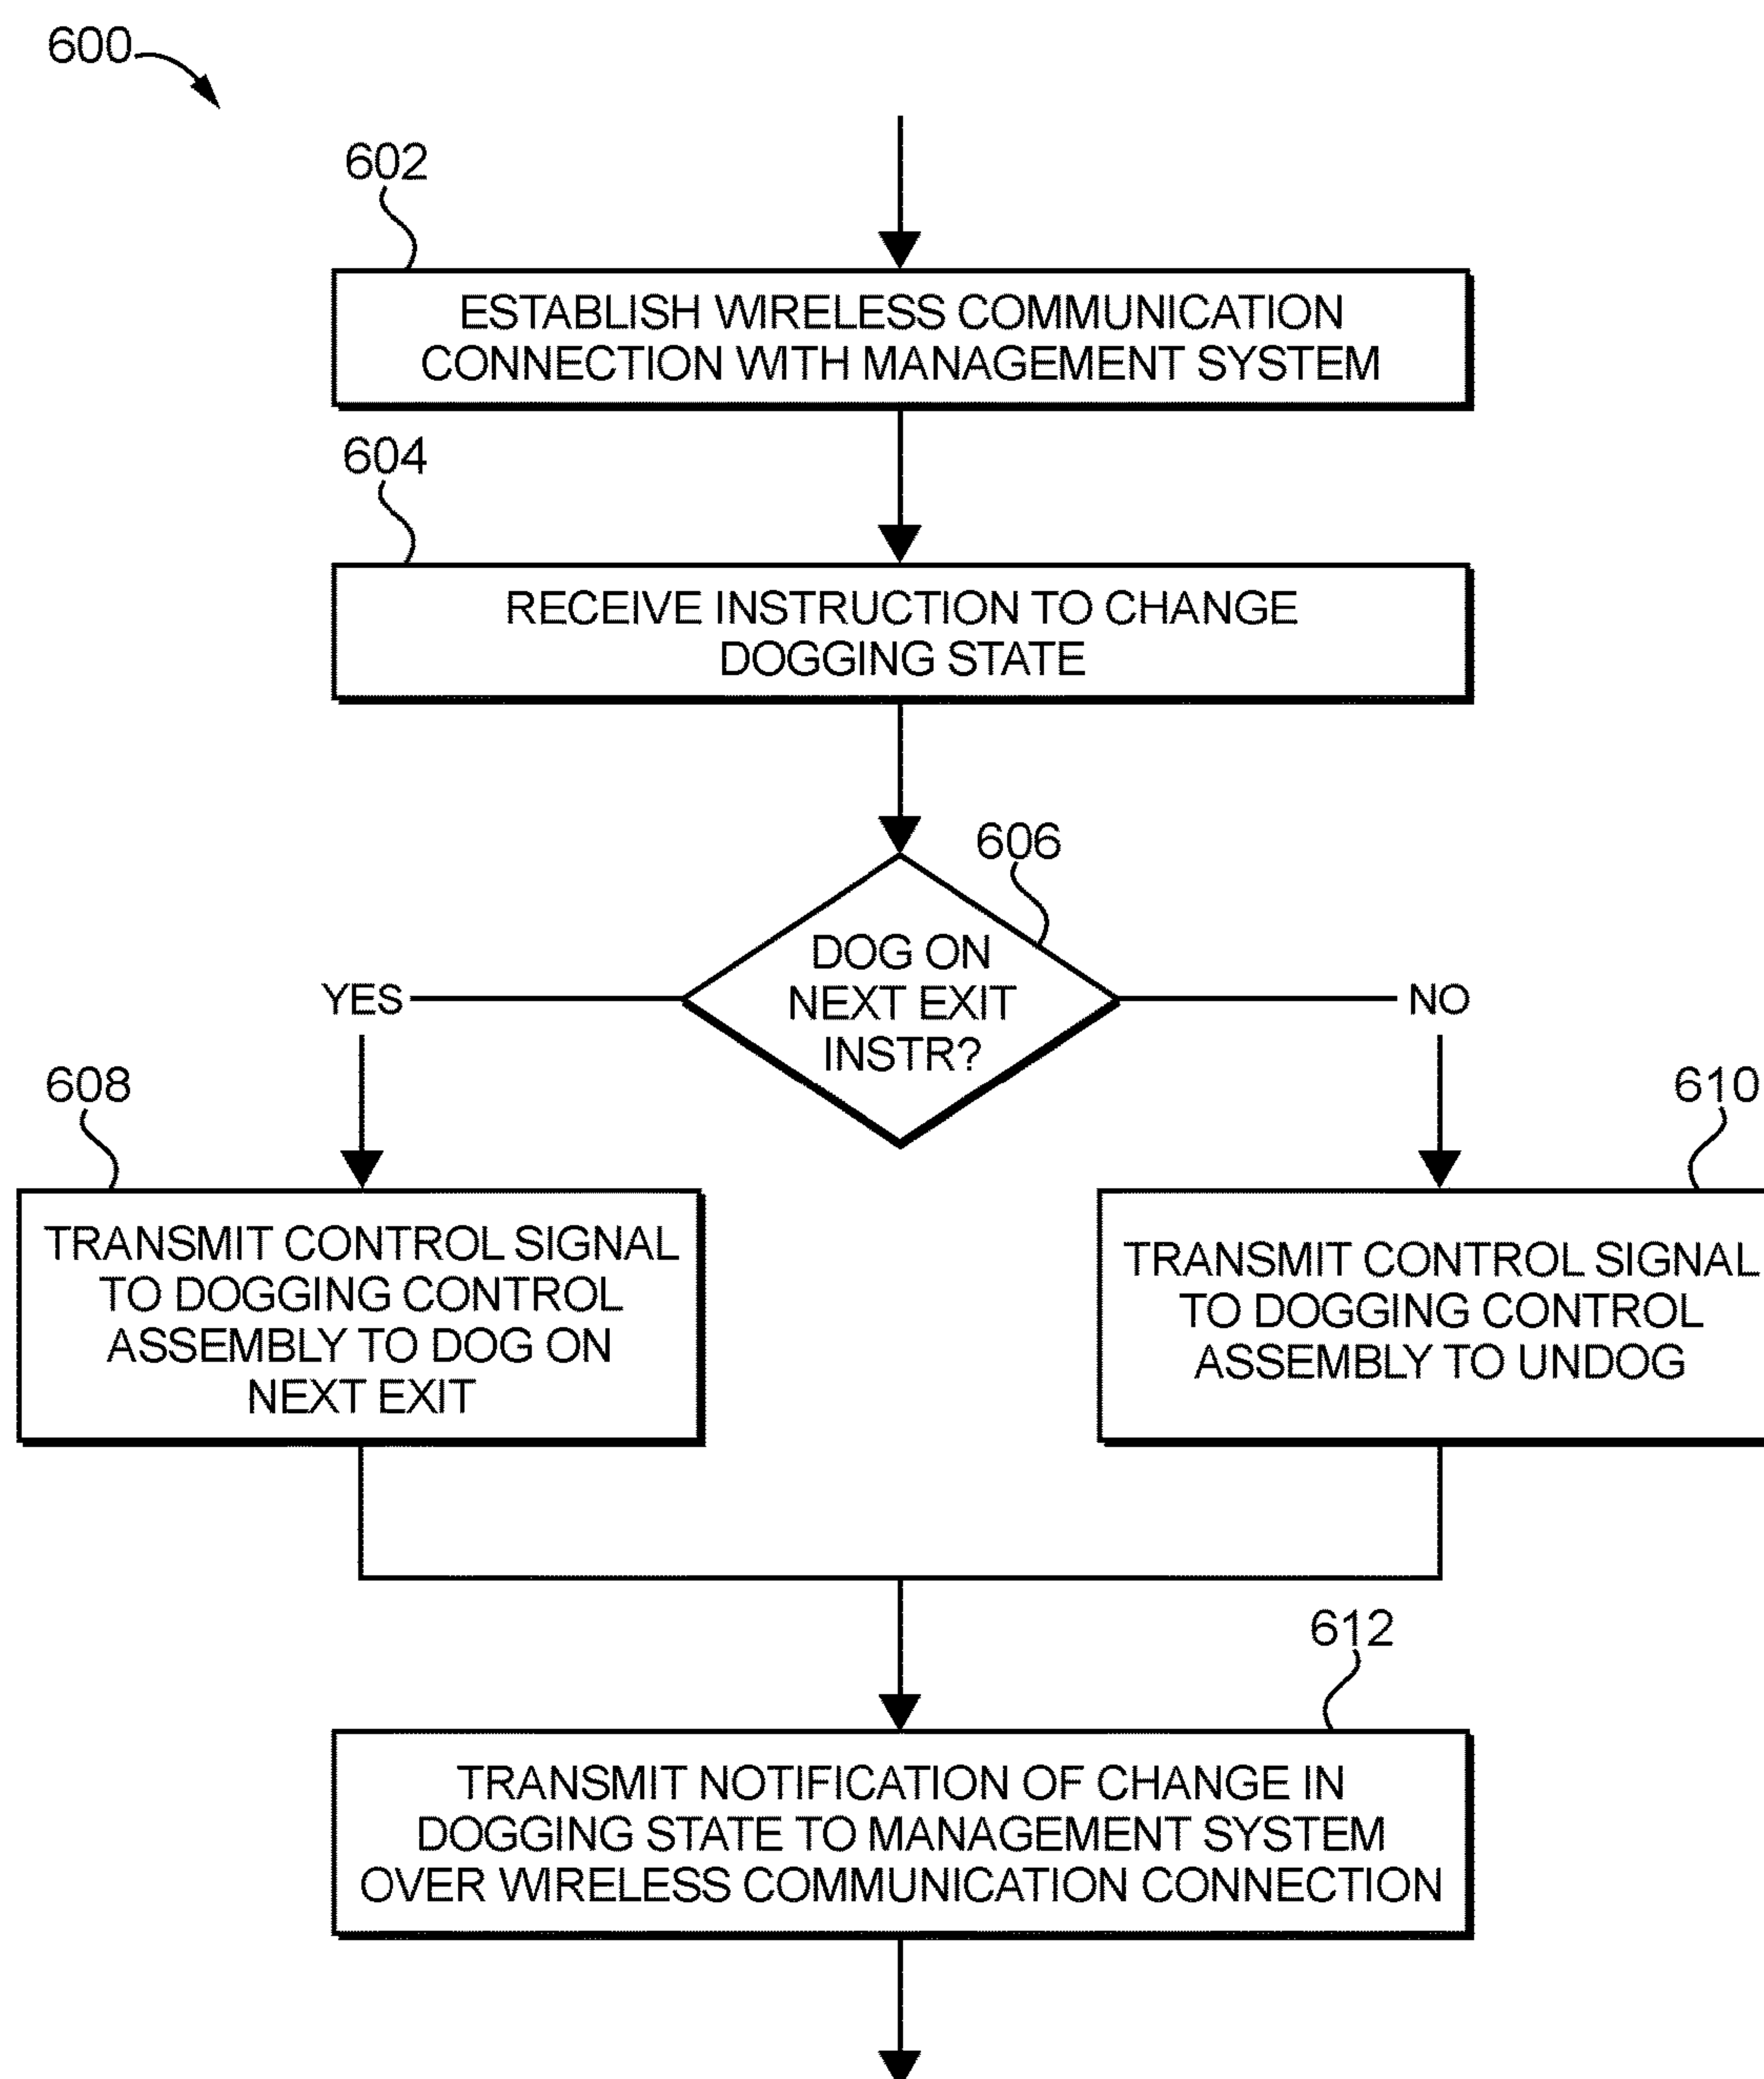 600
602
ESTABLISH WIRELESS COMMUNICATION
CONNECTION WITH MANAGEMENT SYSTEM
604
RECEIVE INSTRUCTION TO CHANGE
DOGGING STATE
606
DOG ON
NEXT EXIT
INSTR?
YES
NO
608
TRANSMIT CONTROL SIGNAL
TO DOGGING CONTROL
ASSEMBLY TO DOG ON
NEXT EXIT
610
TRANSMIT CONTROL SIGNAL
TO DOGGING CONTROL
ASSEMBLY TO UNDOG
612
TRANSMIT NOTIFICATION OF CHANGE IN
DOGGING STATE TO MANAGEMENT SYSTEM
OVER WIRELESS COMMUNICATION CONNECTION